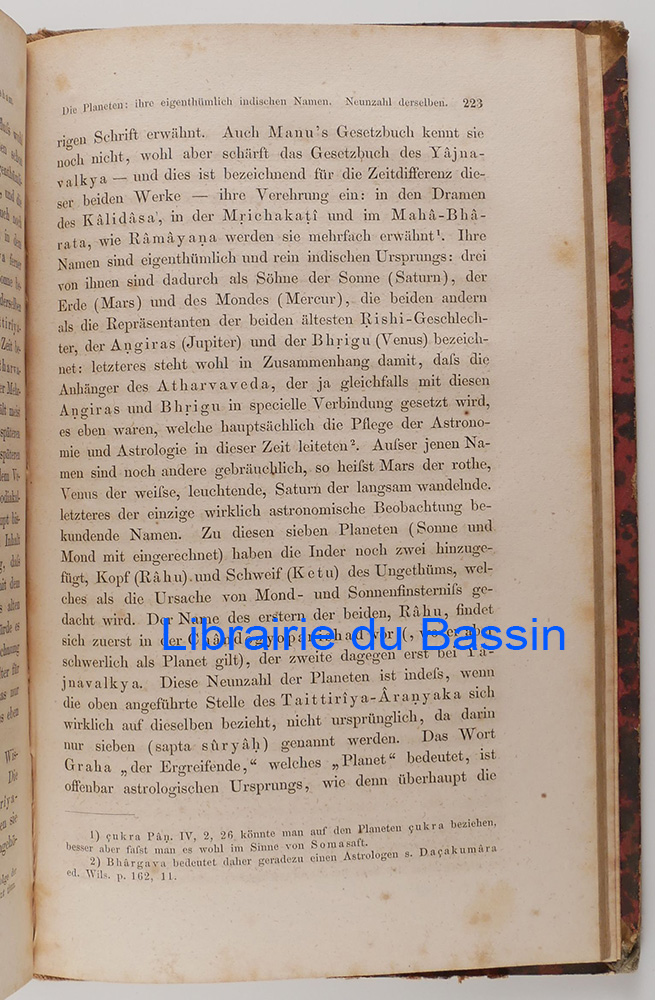 Die Planeten: ihre eigenthümlich indischen Namen. Neunzahl derselben. 223
rigen Schrift erwähnt. Auch Manu's Gesetzbuch kennt sie
noch nicht, wohl aber schärft das Gesetzbuch des Yâjna-
valkya — und dies ist bezeichnend für die Zeitdifferenz die-
ser beiden Werke — ihre Verehrung ein: in den Dramen
des Kâlidâsa, in der Mṛichakaṭî und im Mahâ-Bhâ-
rata, wie Râmâyaṇa werden sie mehrfach erwähnt¹. Ihre
Namen sind eigenthümlich und rein indischen Ursprungs: drei
von ihnen sind dadurch als Söhne der Sonne (Saturn), der
Erde (Mars) und des Mondes (Mercur), die beiden andern
als die Repräsentanten der beiden ältesten Ṛishi-Geschlech-
ter, der Aṇgiras (Jupiter) und der Bhṛigu (Venus) bezeich-
net: letzteres steht wohl in Zusammenhang damit, daſs die
Anhänger des Atharvaveda, der ja gleichfalls mit diesen
Aṇgiras und Bhṛigu in specielle Verbindung gesetzt wird,
es eben waren, welche hauptsächlich die Pflege der Astrono-
mie und Astrologie in dieser Zeit leiteten². Auſser jenen Na-
men sind noch andere gebräuchlich, so heiſst Mars der rothe,
Venus der weiſse, leuchtende, Saturn der langsam wandelnde.
letzteres der einzige wirklich astronomische Beobachtung be-
kundende Namen. Zu diesen sieben Planeten (Sonne und
Mond mit eingerechnet) haben die Inder noch zwei hinzuge-
fügt, Kopf (Râhu) und Schweif (Ketu) des Ungethüms, wel-
ches als die Ursache von Mond- und Sonnenfinsterniſs ge-
dacht wird. Der Name des erstern der beiden, Râhu, findet
sich zuerst in der Chândogyopanishad vor (, wo er aber
Librairie du Bassin
schwerlich als Planet gilt), der zweite dagegen erst bei Yâ-
jnavalkya. Diese Neunzahl der Planeten ist indeſs, wenn
die oben angeführte Stelle des Taittirîya-Âraṇyaka sich
wirklich auf dieselben bezieht, nicht ursprünglich, da darin
nur sieben (sapta sûryâḥ) genannt werden. Das Wort
Graha „der Ergreifende,“ welches „Planet“ bedeutet, ist
offenbar astrologischen Ursprungs, wie denn überhaupt die
1) çukra Pâṇ. IV, 2, 26 könnte man auf den Planeten çukra beziehen,
besser aber faſst man es wohl im Sinne von Somasaft.
2) Bhârgava bedeutet daher geradezu einen Astrologen s. Daçakumâra
ed. Wils. p. 162, 11.